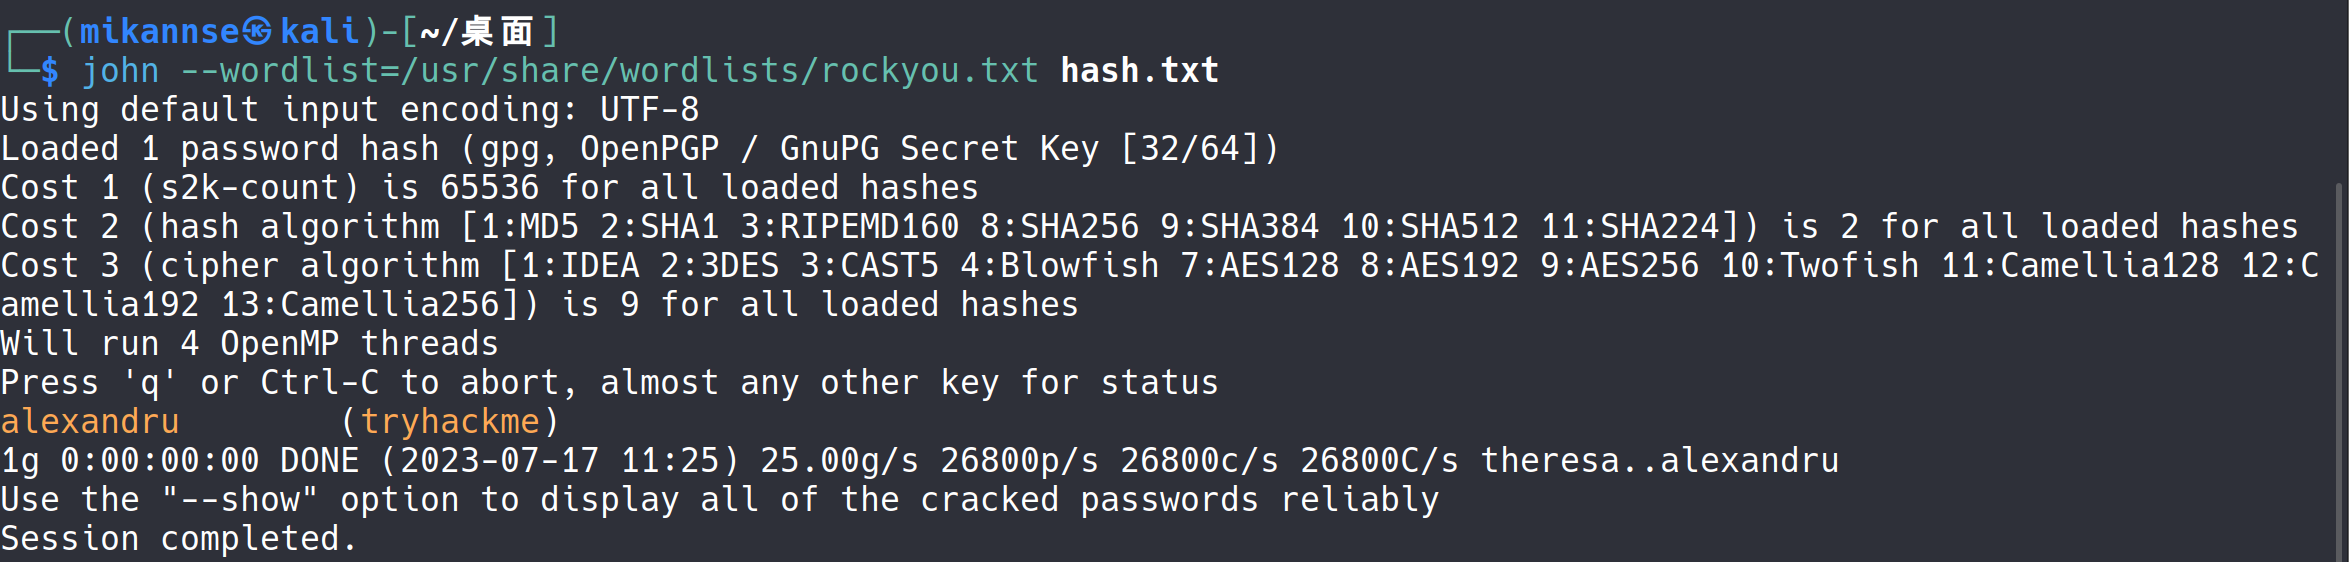 ┌──(mikannse㉿kali)-[~/桌面]
└─$ john --wordlist=/usr/share/wordlists/rockyou.txt hash.txt
Using default input encoding: UTF-8
Loaded 1 password hash (gpg, OpenPGP / GnuPG Secret Key [32/64])
Cost 1 (s2k-count) is 65536 for all loaded hashes
Cost 2 (hash algorithm [1:MD5 2:SHA1 3:RIPEMD160 8:SHA256 9:SHA384 10:SHA512 11:SHA224]) is 2 for all loaded hashes
Cost 3 (cipher algorithm [1:IDEA 2:3DES 3:CAST5 4:Blowfish 7:AES128 8:AES192 9:AES256 10:Twofish 11:Camellia128 12:C
amellia192 13:Camellia256]) is 9 for all loaded hashes
Will run 4 OpenMP threads
Press 'q' or Ctrl-C to abort, almost any other key for status
alexandru        (tryhackme)
1g 0:00:00:00 DONE (2023-07-17 11:25) 25.00g/s 26800p/s 26800c/s 26800C/s theresa..alexandru
Use the "--show" option to display all of the cracked passwords reliably
Session completed.